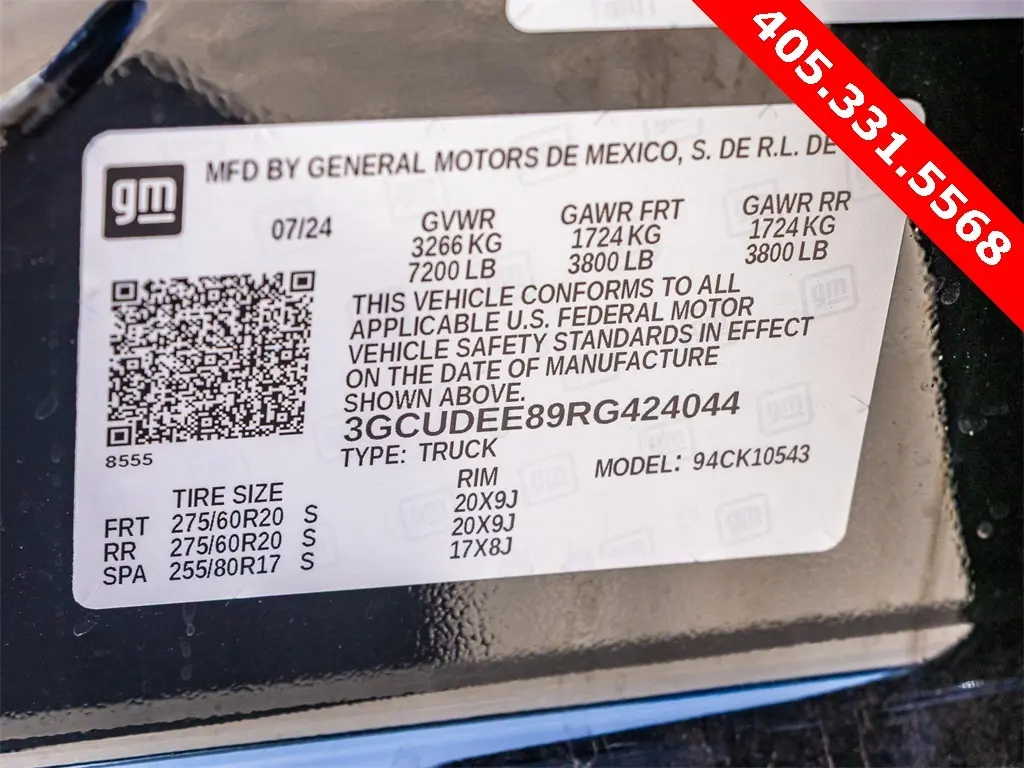 405.331.5568
gm
MFD BY GENERAL MOTORS DE MEXICO, S. DE R.L. DE
07/24
GVWR GAWR FRT GAWR RR
3266 KG 1724 KG 1724 KG
7200 LB 3800 LB 3800 LB
THIS VEHICLE CONFORMS TO ALL
APPLICABLE U.S. FEDERAL MOTOR
VEHICLE SAFETY STANDARDS IN EFFECT
ON THE DATE OF MANUFACTURE
SHOWN ABOVE.
3GCUDEE89RG424044
8555
TYPE: TRUCK MODEL: 94CK10543
TIRE SIZE RIM
FRT 275/60R20 S 20X9J
RR 275/60R20 S 20X9J
SPA 255/80R17 S 17X8J